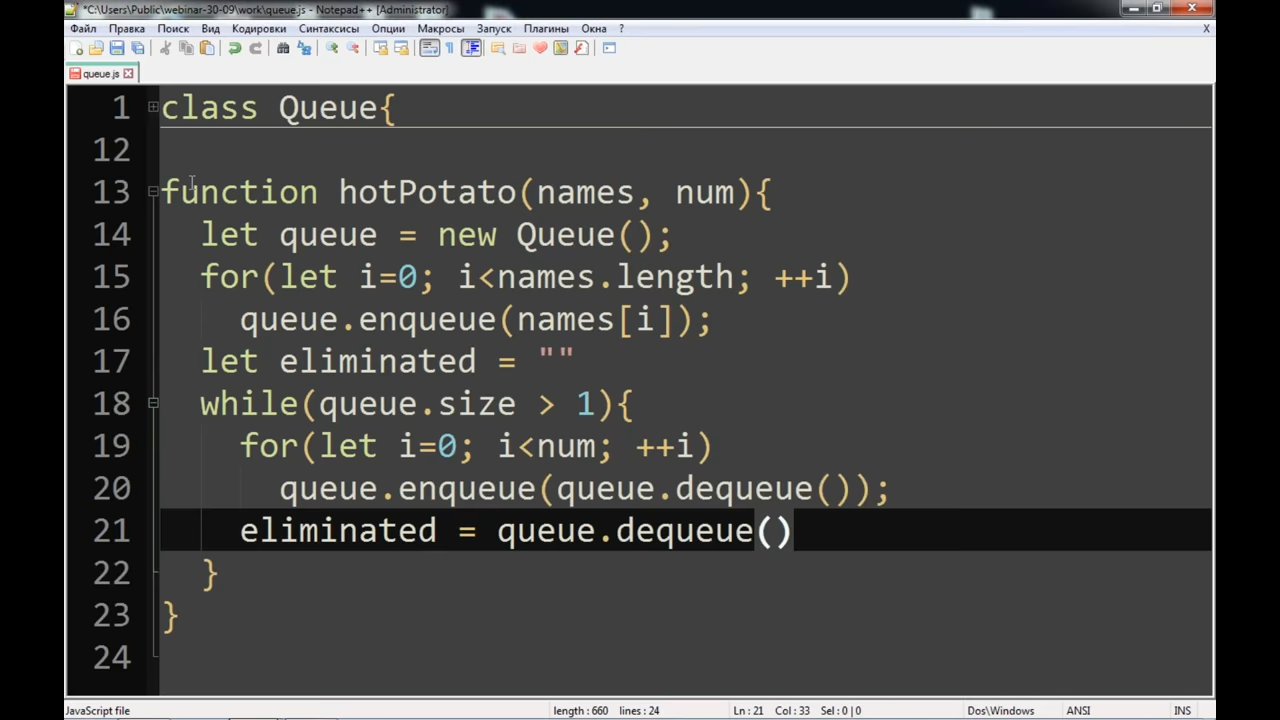 *C:\Users\Public\webinar-30-09\work\queue.js - Notepad++ [Administrator]
Файл Правка Поиск Вид Кодировки Синтаксисы Опции Макросы Запуск Плагины Окна ? X
queue.js
1 class Queue{
12
13 function hotPotato(names, num){
14 let queue = new Queue();
15 for(let i=0; i<names.length; ++i)
16 queue.enqueue(names[i]);
17 let eliminated = ""
18 while(queue.size > 1){
19 for(let i=0; i<num; ++i)
20 queue.enqueue(queue.dequeue());
21 eliminated = queue.dequeue()
22 }
23 }
24
JavaScript file length : 660 lines : 24 Ln : 21 Col : 33 Sel : 0 | 0 Dos\Windows ANSI INS